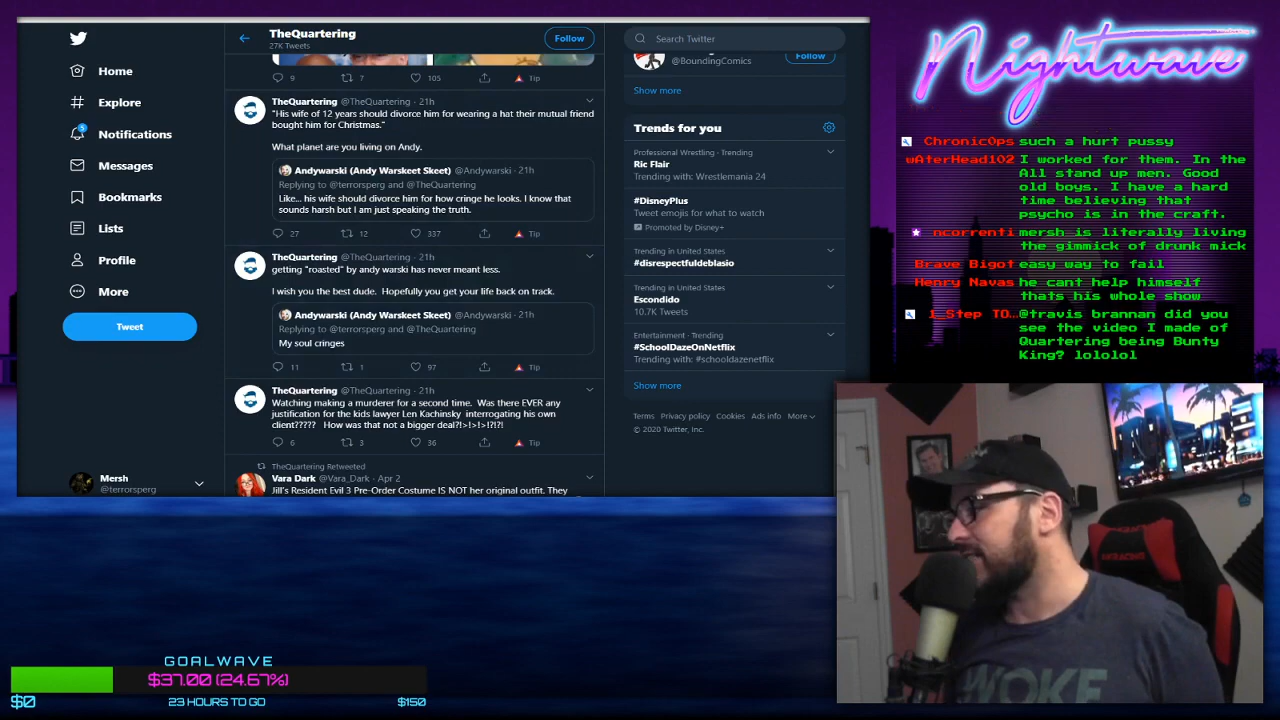 TheQuartering
27K Tweets
Follow
Home
Explore
5
Notifications
Messages
Bookmarks
Lists
Profile
More
Tweet
Mersh
@terrorsperg
9 7 105 Tip
TheQuartering @TheQuartering · 21h
"His wife of 12 years should divorce him for wearing a hat their mutual friend
bought him for Christmas."
What planet are you living on Andy.
Andywarski (Andy Warskeet Skeet) @Andywarski · 21h
Replying to @terrorsperg and @TheQuartering
Like... his wife should divorce him for how cringe he looks. I know that
sounds harsh but I am just speaking the truth.
27 12 337 Tip
TheQuartering @TheQuartering · 21h
getting "roasted" by andy warski has never meant less.
I wish you the best dude. Hopefully you get your life back on track.
Andywarski (Andy Warskeet Skeet) @Andywarski · 21h
Replying to @terrorsperg and @TheQuartering
My soul cringes
11 1 97 Tip
TheQuartering @TheQuartering · 21h
Watching making a murderer for a second time. Was there EVER any
justification for the kids lawyer Len Kachinsky interrogating his own
client????? How was that not a bigger deal?!>!>!>!?!?!
6 3 36 Tip
TheQuartering Retweeted
Vara Dark @Vara_Dark · Apr 2
Jill's Resident Evil 3 Pre-Order Costume IS NOT her original outfit. They
Search Twitter
@BoundingComics
Follow
Show more
Trends for you
Professional Wrestling · Trending
Ric Flair
Trending with: Wrestlemania 24
#DisneyPlus
Tweet emojis for what to watch
Promoted by Disney+
Trending in United States
#disrespectfuldeblasio
Trending in United States
Escondido
10.7K Tweets
Entertainment · Trending
#SchoolDazeOnNetflix
Trending with: #schooldazenetflix
Show more
Terms Privacy policy Cookies Ads info More
© 2020 Twitter, Inc.
Nightwave
ChronicOps such a hurt pussy
wAterHead102 I worked for them. In the
All stand up men. Good
old boys. I have a hard
time believing that
psycho is in the craft.
ncorrenti mersh is literally living
the gimmick of drunk mick
Brave Bigot easy way to fail
Henry Navas he cant help himself
thats his whole show
1 Step TO... @travis brannan did you
see the video I made of
Quartering being Bunty
King? lololol
WOKE
GOALWAVE
$37.00 (24.67%)
$0 23 HOURS TO GO $150